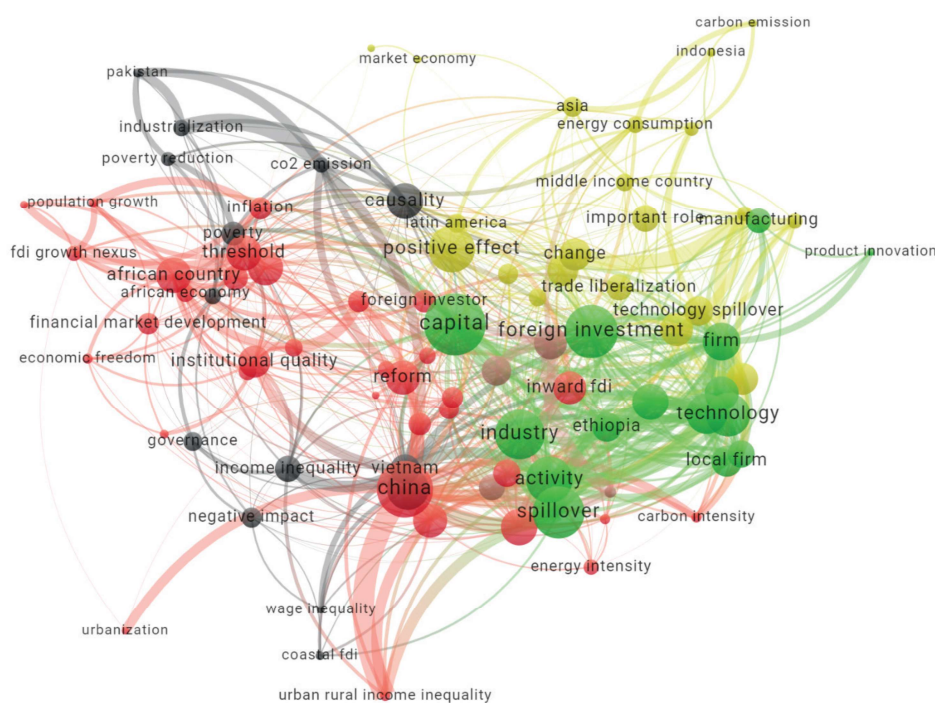 carbon emission
indonesia
market economy
pakistan
asia
industrialization
energy consumption
poverty reduction
co2 emission
middle income country
causality
population growth
inflation
latin america
important role
manufacturing
poverty
threshold
positive effect
change
product innovation
fdi growth nexus
african country
african economy
trade liberalization
foreign investor
technology spillover
financial market development
capital
foreign investment
firm
economic freedom
institutional quality
reform
inward fdi
technology
ethiopia
industry
governance
local firm
income inequality
vietnam
activity
china
negative impact
spillover
carbon intensity
energy intensity
wage inequality
urbanization
coastal fdi
urban rural income inequality